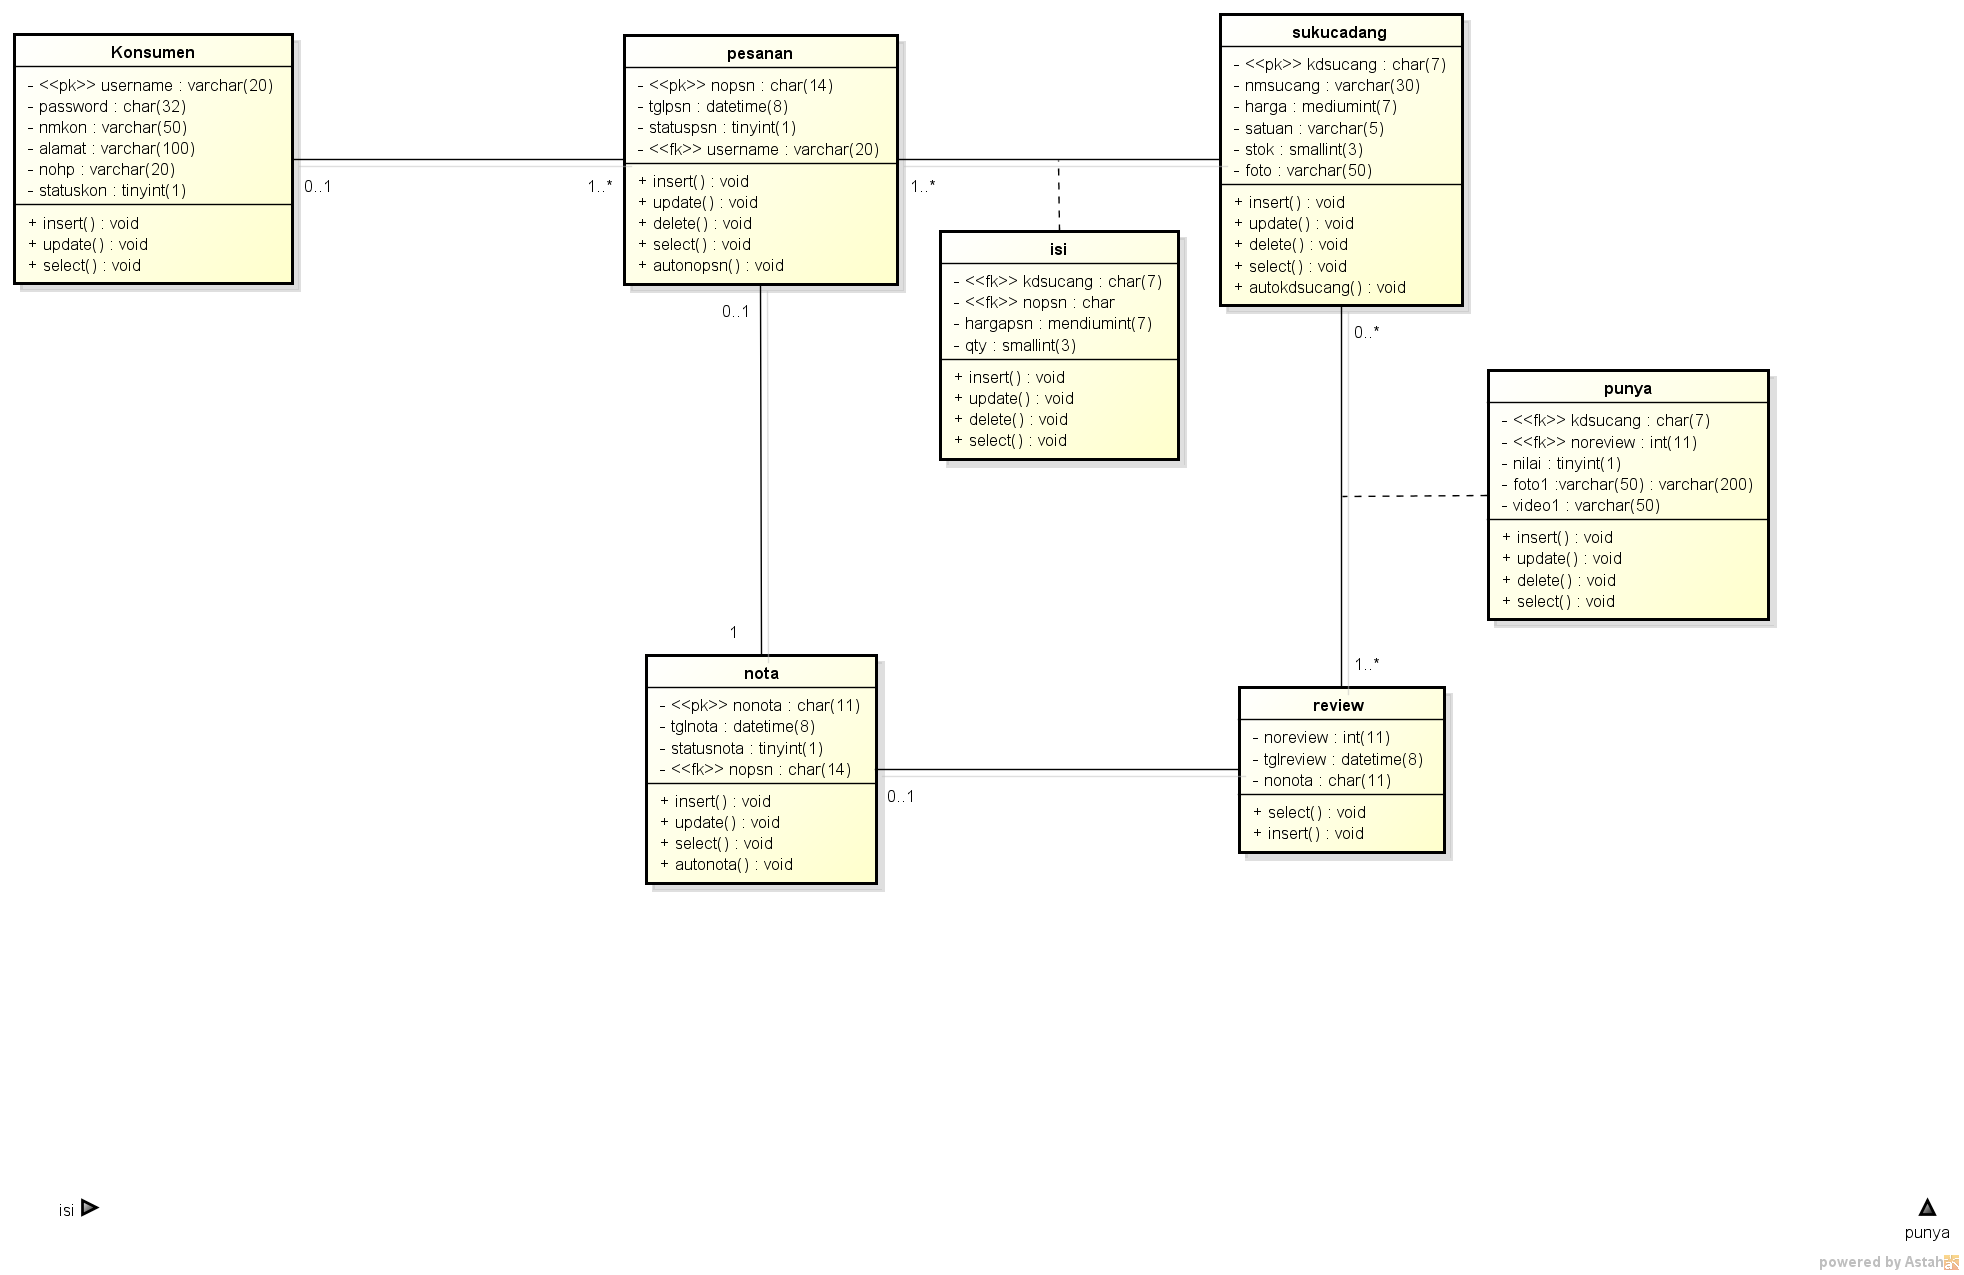 Konsumen
- <<pk>> username : varchar(20)
- password : char(32)
- nmkon : varchar(50)
- alamat : varchar(100)
- nohp : varchar(20)
- statuskon : tinyint(1)
+ insert() : void
+ update() : void
+ select() : void
0..1
1..*
pesanan
- <<pk>> nopsn : char(14)
- tglpsn : datetime(8)
- statuspsn : tinyint(1)
- <<fk>> username : varchar(20)
+ insert() : void
+ update() : void
+ delete() : void
+ select() : void
+ autonopsn() : void
1..*
0..1
1
sukucadang
- <<pk>> kdsucang : char(7)
- nmsucang : varchar(30)
- harga : mediumint(7)
- satuan : varchar(5)
- stok : smallint(3)
- foto : varchar(50)
+ insert() : void
+ update() : void
+ delete() : void
+ select() : void
+ autokdsucang() : void
0..*
1..*
isi
- <<fk>> kdsucang : char(7)
- <<fk>> nopsn : char
- hargapsn : mendiumint(7)
- qty : smallint(3)
+ insert() : void
+ update() : void
+ delete() : void
+ select() : void
punya
- <<fk>> kdsucang : char(7)
- <<fk>> noreview : int(11)
- nilai : tinyint(1)
- foto1 :varchar(50) : varchar(200)
- video1 : varchar(50)
+ insert() : void
+ update() : void
+ delete() : void
+ select() : void
nota
- <<pk>> nonota : char(11)
- tglnota : datetime(8)
- statusnota : tinyint(1)
- <<fk>> nopsn : char(14)
+ insert() : void
+ update() : void
+ select() : void
+ autonota() : void
0..1
review
- noreview : int(11)
- tglreview : datetime(8)
- nonota : char(11)
+ select() : void
+ insert() : void
isi
punya
powered by Astah